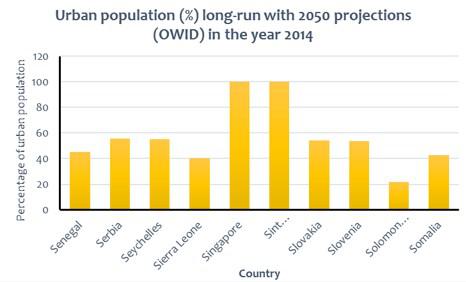 Urban population (%) long-run with 2050 projections
(OWID) in the year 2014
Percentage of urban population
120
100
80
60
40
20
0
Senegal
Serbia
Seychelles
Sierra Leone
Singapore
Sint...
Slovakia
Slovenia
Solomon...
Somalia
Country